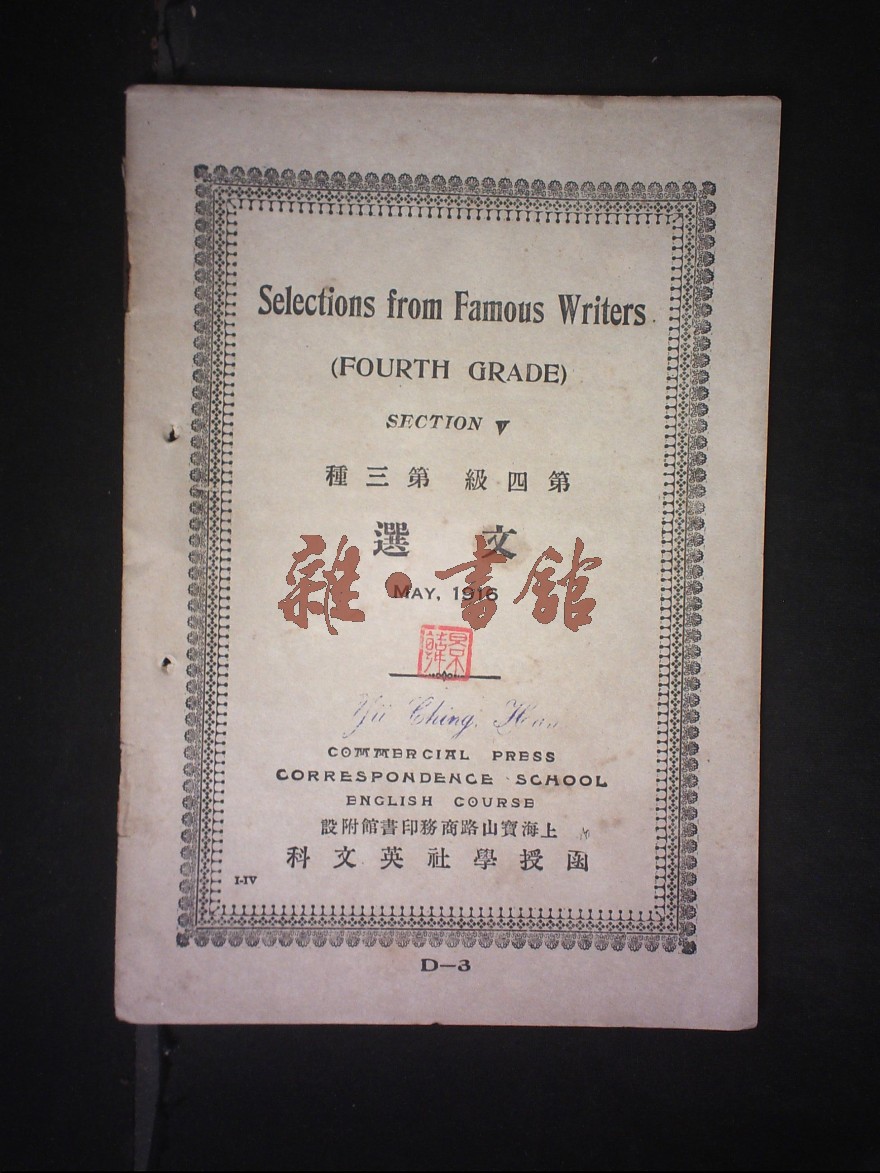 Selections from Famous Writers
(FOURTH GRADE)
SECTION V
第四級 第三種
文選
雜·書館
MAY, 1916
Yü Ching
COMMERCIAL PRESS
CORRESPONDENCE SCHOOL
ENGLISH COURSE
上海寶山路商務印書館附設
函授學社英文科
I-IV
D—3